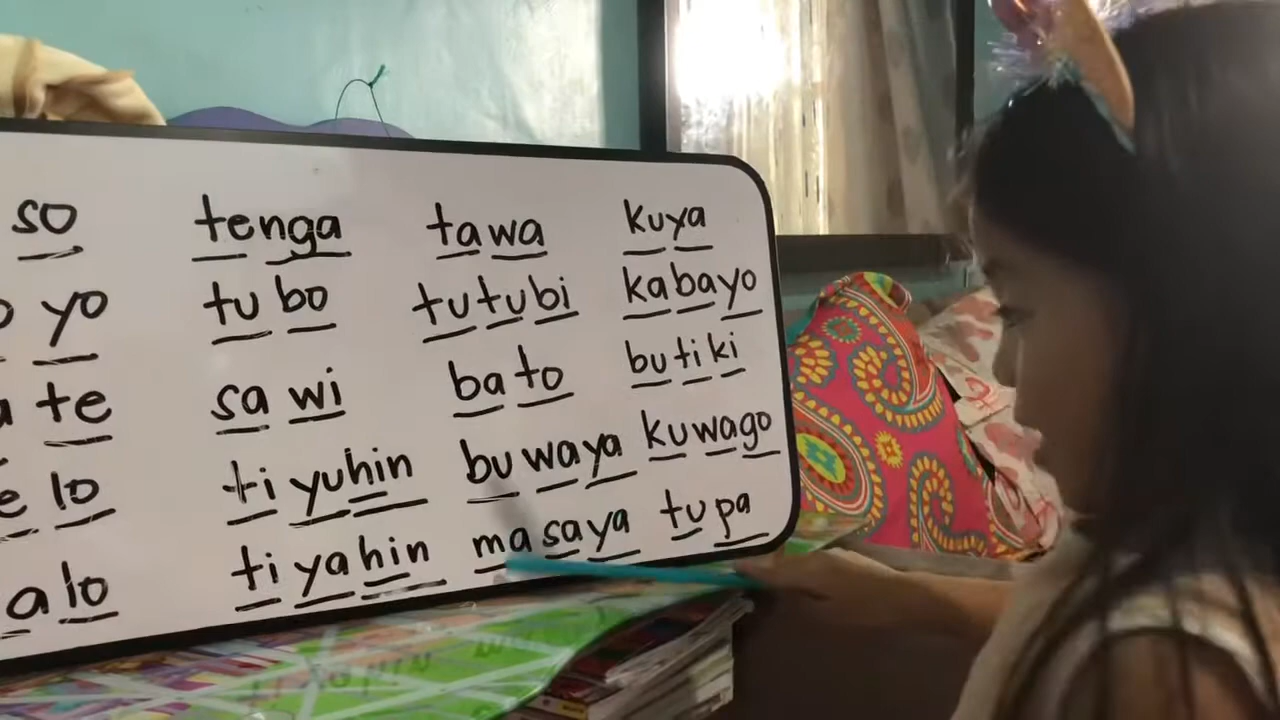 so tenga tawa kuya
yo tubo tutubi kabayo
te sawi bato butiki
lo tiyuhin buwaya kuwago
alo tiyahin masaya tupa